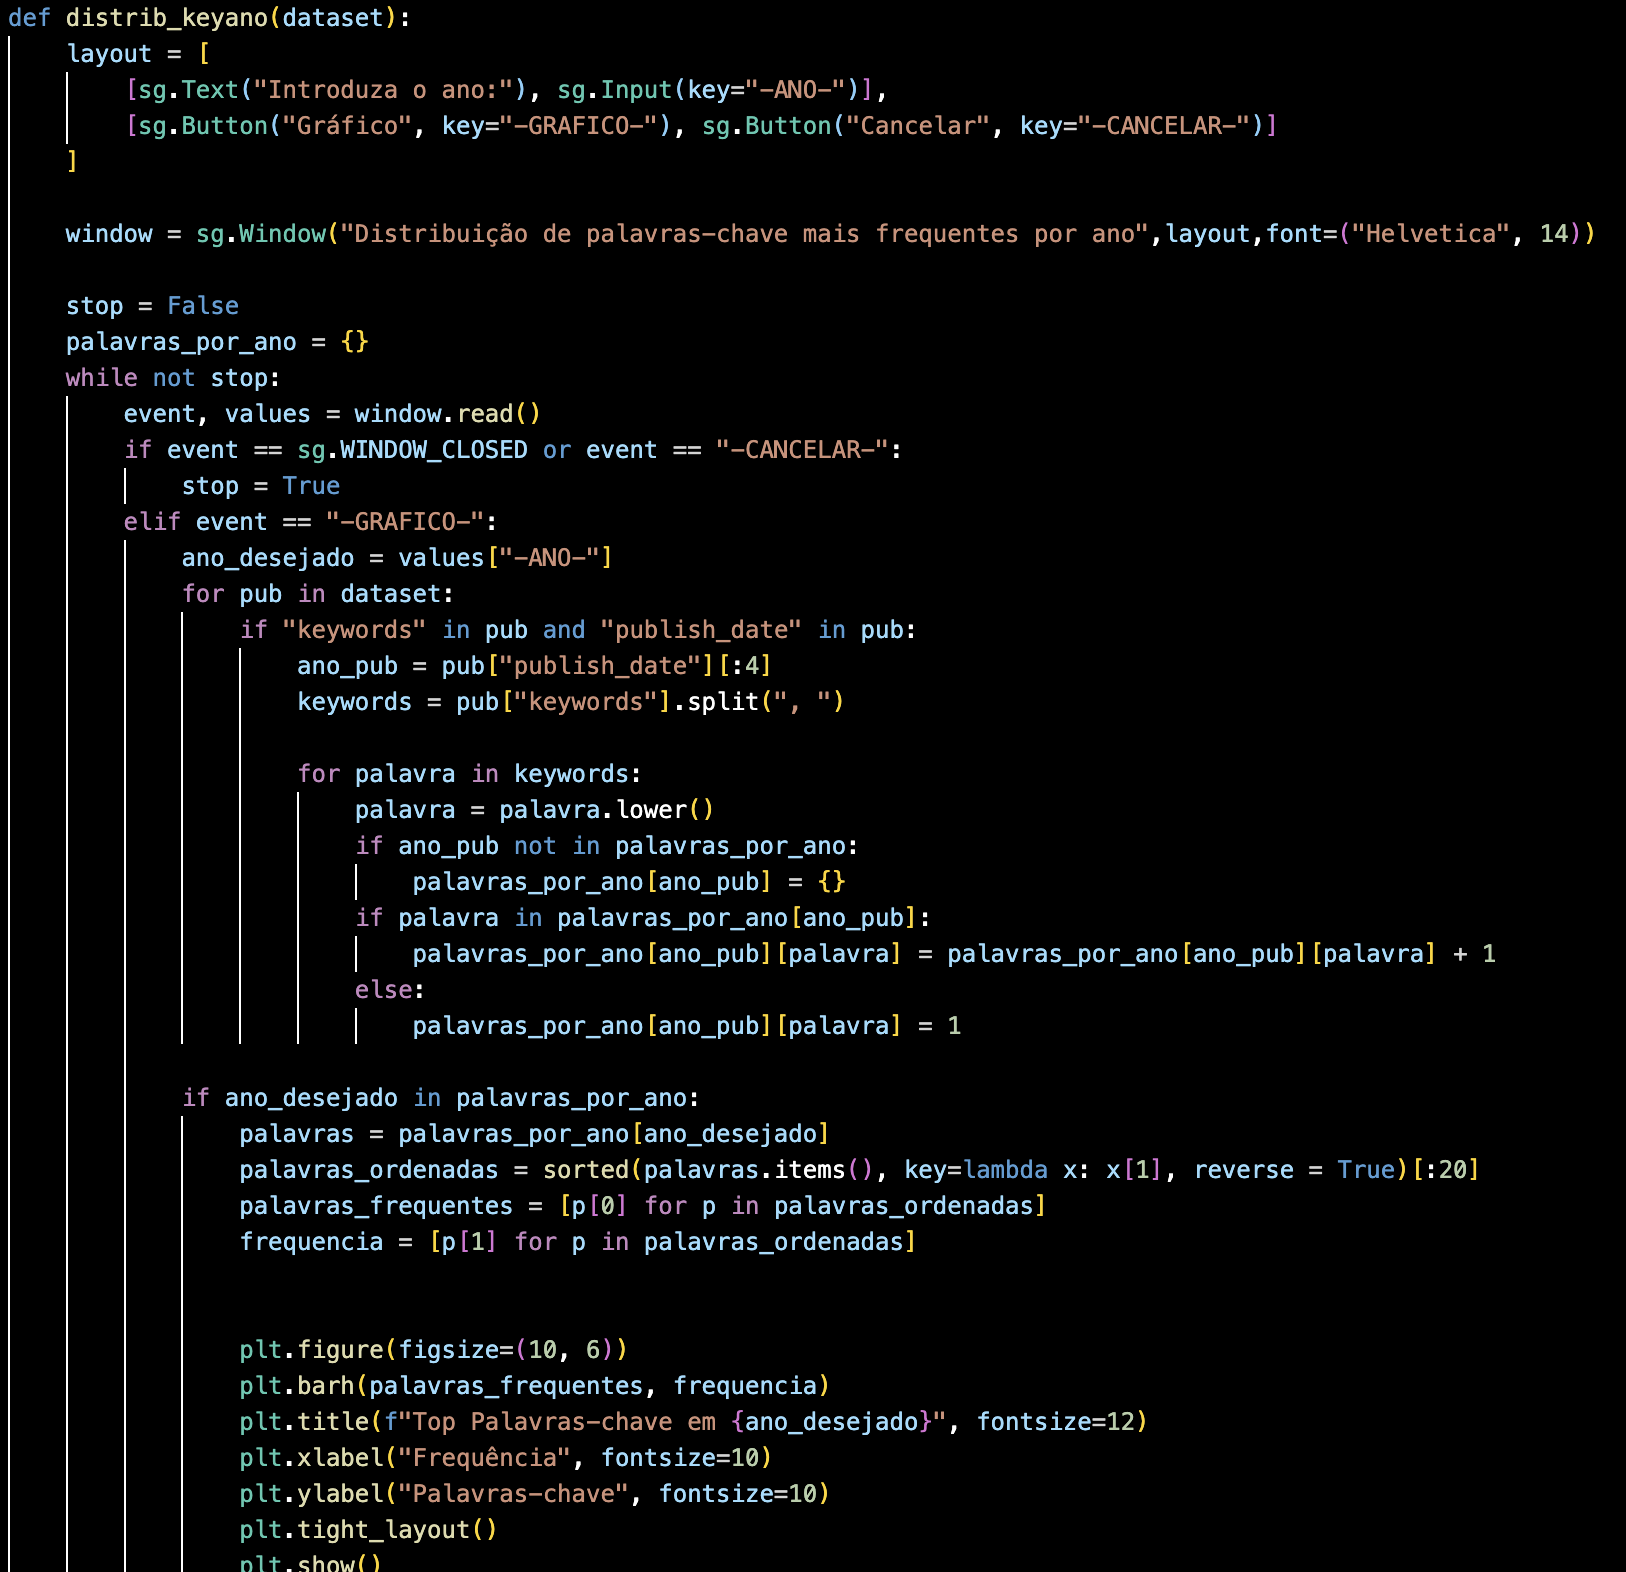 def distrib_keyano(dataset):
    layout = [
        [sg.Text("Introduza o ano:"), sg.Input(key="-ANO-")],
        [sg.Button("Gráfico", key="-GRAFICO-"), sg.Button("Cancelar", key="-CANCELAR-")]
    ]
    window = sg.Window("Distribuição de palavras-chave mais frequentes por ano",layout,font=("Helvetica", 14))
    stop = False
    palavras_por_ano = {}
    while not stop:
        event, values = window.read()
        if event == sg.WINDOW_CLOSED or event == "-CANCELAR-":
            stop = True
        elif event == "-GRAFICO-":
            ano_desejado = values["-ANO-"]
            for pub in dataset:
                if "keywords" in pub and "publish_date" in pub:
                    ano_pub = pub["publish_date"][:4]
                    keywords = pub["keywords"].split(", ")
                    for palavra in keywords:
                        palavra = palavra.lower()
                        if ano_pub not in palavras_por_ano:
                            palavras_por_ano[ano_pub] = {}
                        if palavra in palavras_por_ano[ano_pub]:
                            palavras_por_ano[ano_pub][palavra] = palavras_por_ano[ano_pub][palavra] + 1
                        else:
                            palavras_por_ano[ano_pub][palavra] = 1
            if ano_desejado in palavras_por_ano:
                palavras = palavras_por_ano[ano_desejado]
                palavras_ordenadas = sorted(palavras.items(), key=lambda x: x[1], reverse = True)[:20]
                palavras_frequentes = [p[0] for p in palavras_ordenadas]
                frequencia = [p[1] for p in palavras_ordenadas]
                plt.figure(figsize=(10, 6))
                plt.barh(palavras_frequentes, frequencia)
                plt.title(f"Top Palavras-chave em {ano_desejado}", fontsize=12)
                plt.xlabel("Frequência", fontsize=10)
                plt.ylabel("Palavras-chave", fontsize=10)
                plt.tight_layout()
                plt.show()